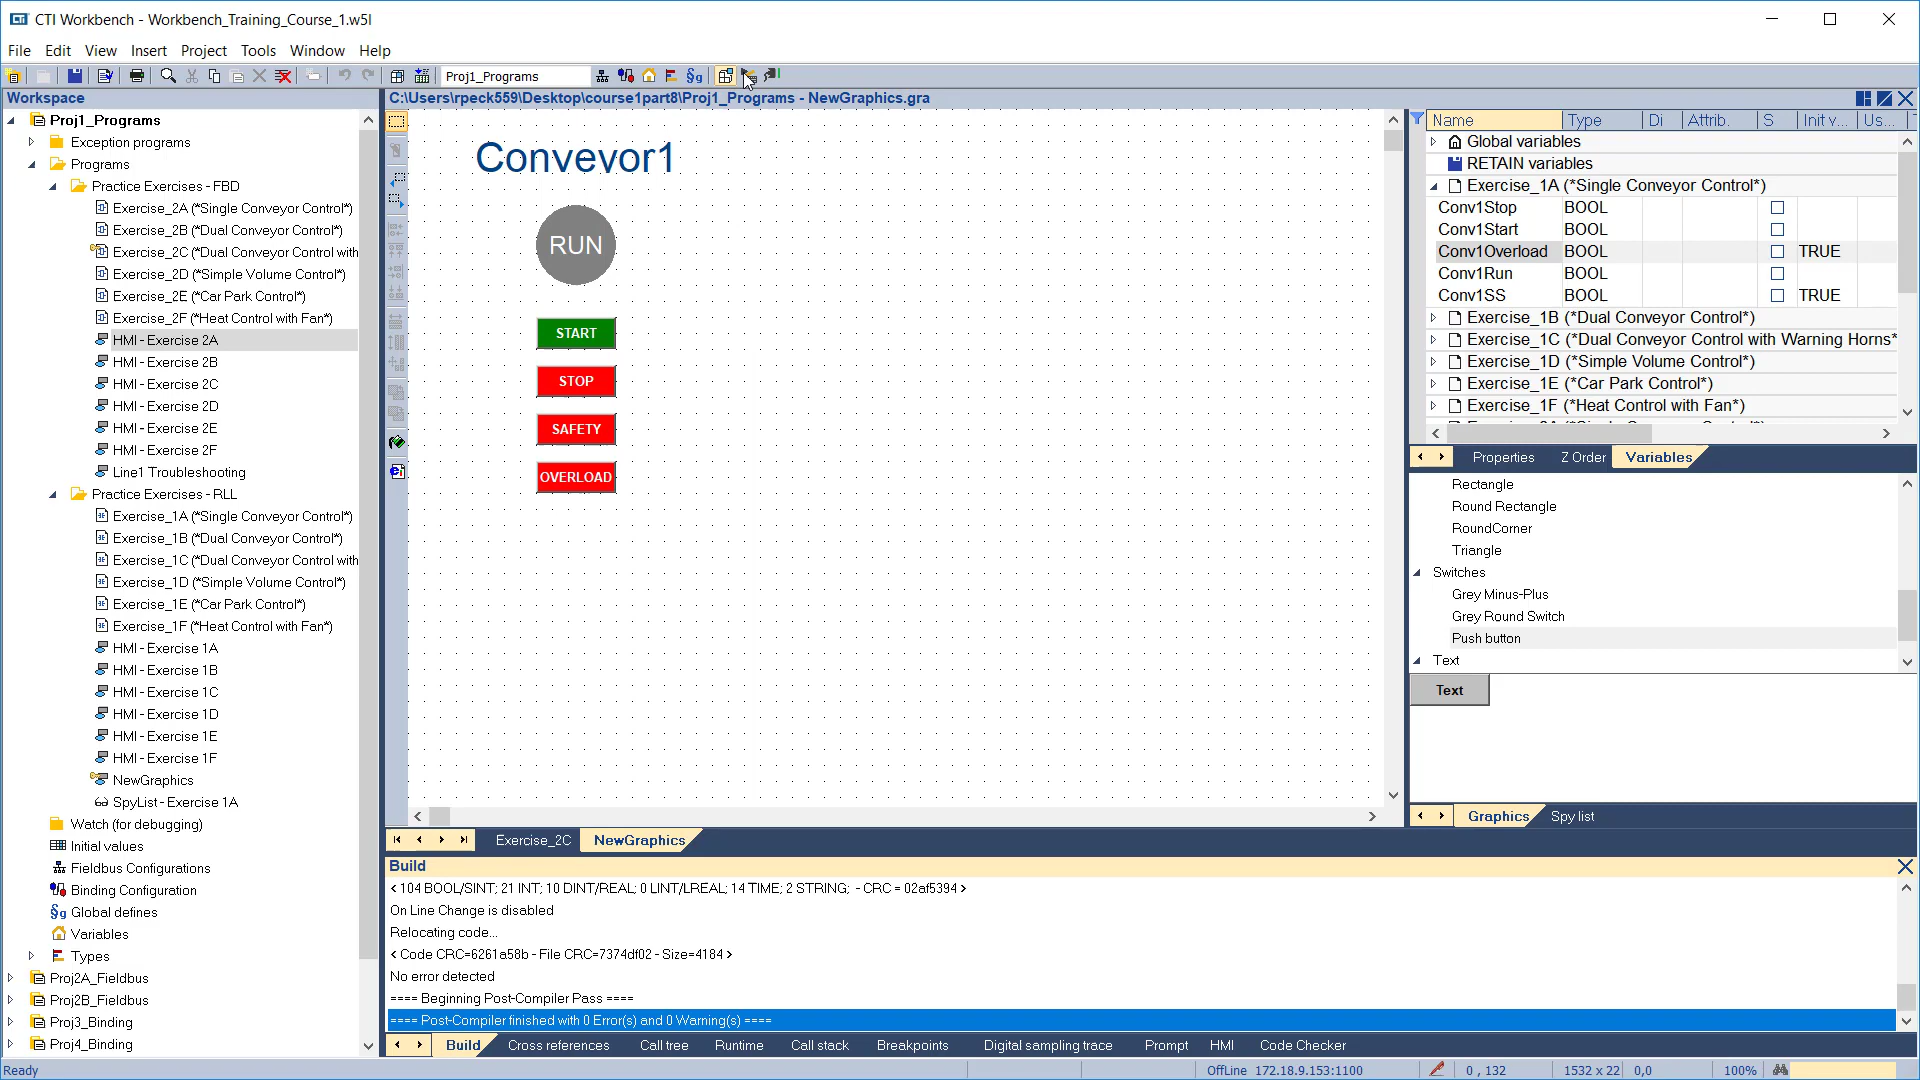 CTI Workbench - Workbench_Training_Course_1.w5l
File Edit View Insert Project Tools Window Help
Proj1_Programs
Workspace
Proj1_Programs
Exception programs
Programs
Practice Exercises - FBD
Exercise_2A (*Single Conveyor Control*)
Exercise_2B (*Dual Conveyor Control*)
Exercise_2C (*Dual Conveyor Control with
Exercise_2D (*Simple Volume Control*)
Exercise_2E (*Car Park Control*)
Exercise_2F (*Heat Control with Fan*)
HMI - Exercise 2A
HMI - Exercise 2B
HMI - Exercise 2C
HMI - Exercise 2D
HMI - Exercise 2E
HMI - Exercise 2F
Line1 Troubleshooting
Practice Exercises - RLL
Exercise_1A (*Single Conveyor Control*)
Exercise_1B (*Dual Conveyor Control*)
Exercise_1C (*Dual Conveyor Control with
Exercise_1D (*Simple Volume Control*)
Exercise_1E (*Car Park Control*)
Exercise_1F (*Heat Control with Fan*)
HMI - Exercise 1A
HMI - Exercise 1B
HMI - Exercise 1C
HMI - Exercise 1D
HMI - Exercise 1E
HMI - Exercise 1F
NewGraphics
SpyList - Exercise 1A
Watch (for debugging)
Initial values
Fieldbus Configurations
Binding Configuration
Global defines
Variables
Types
Proj2A_Fieldbus
Proj2B_Fieldbus
Proj3_Binding
Proj4_Binding
C:\Users\rpeck559\Desktop\course1part8\Proj1_Programs - NewGraphics.gra
Conveyor1
RUN
START
STOP
SAFETY
OVERLOAD
Exercise_2C NewGraphics
Name Type Di Attrib. S Init v... Us...
Global variables
RETAIN variables
Exercise_1A (*Single Conveyor Control*)
Conv1Stop BOOL
Conv1Start BOOL
Conv1Overload BOOL TRUE
Conv1Run BOOL
Conv1SS BOOL TRUE
Exercise_1B (*Dual Conveyor Control*)
Exercise_1C (*Dual Conveyor Control with Warning Horns*
Exercise_1D (*Simple Volume Control*)
Exercise_1E (*Car Park Control*)
Exercise_1F (*Heat Control with Fan*)
Properties Z Order Variables
Rectangle
Round Rectangle
RoundCorner
Triangle
Switches
Grey Minus-Plus
Grey Round Switch
Push button
Text
Text
Graphics Spy list
Build
< 104 BOOL/SINT; 21 INT; 10 DINT/REAL; 0 LINT/LREAL; 14 TIME; 2 STRING; - CRC = 02af5394 >
On Line Change is disabled
Relocating code...
< Code CRC=6261a58b - File CRC=7374df02 - Size=4184 >
No error detected
==== Beginning Post-Compiler Pass ====
==== Post-Compiler finished with 0 Error(s) and 0 Warning(s) ====
Build Cross references Call tree Runtime Call stack Breakpoints Digital sampling trace Prompt HMI Code Checker
Ready OffLine 172.18.9.153:1100 0 , 132 1532 x 22 0,0 100%